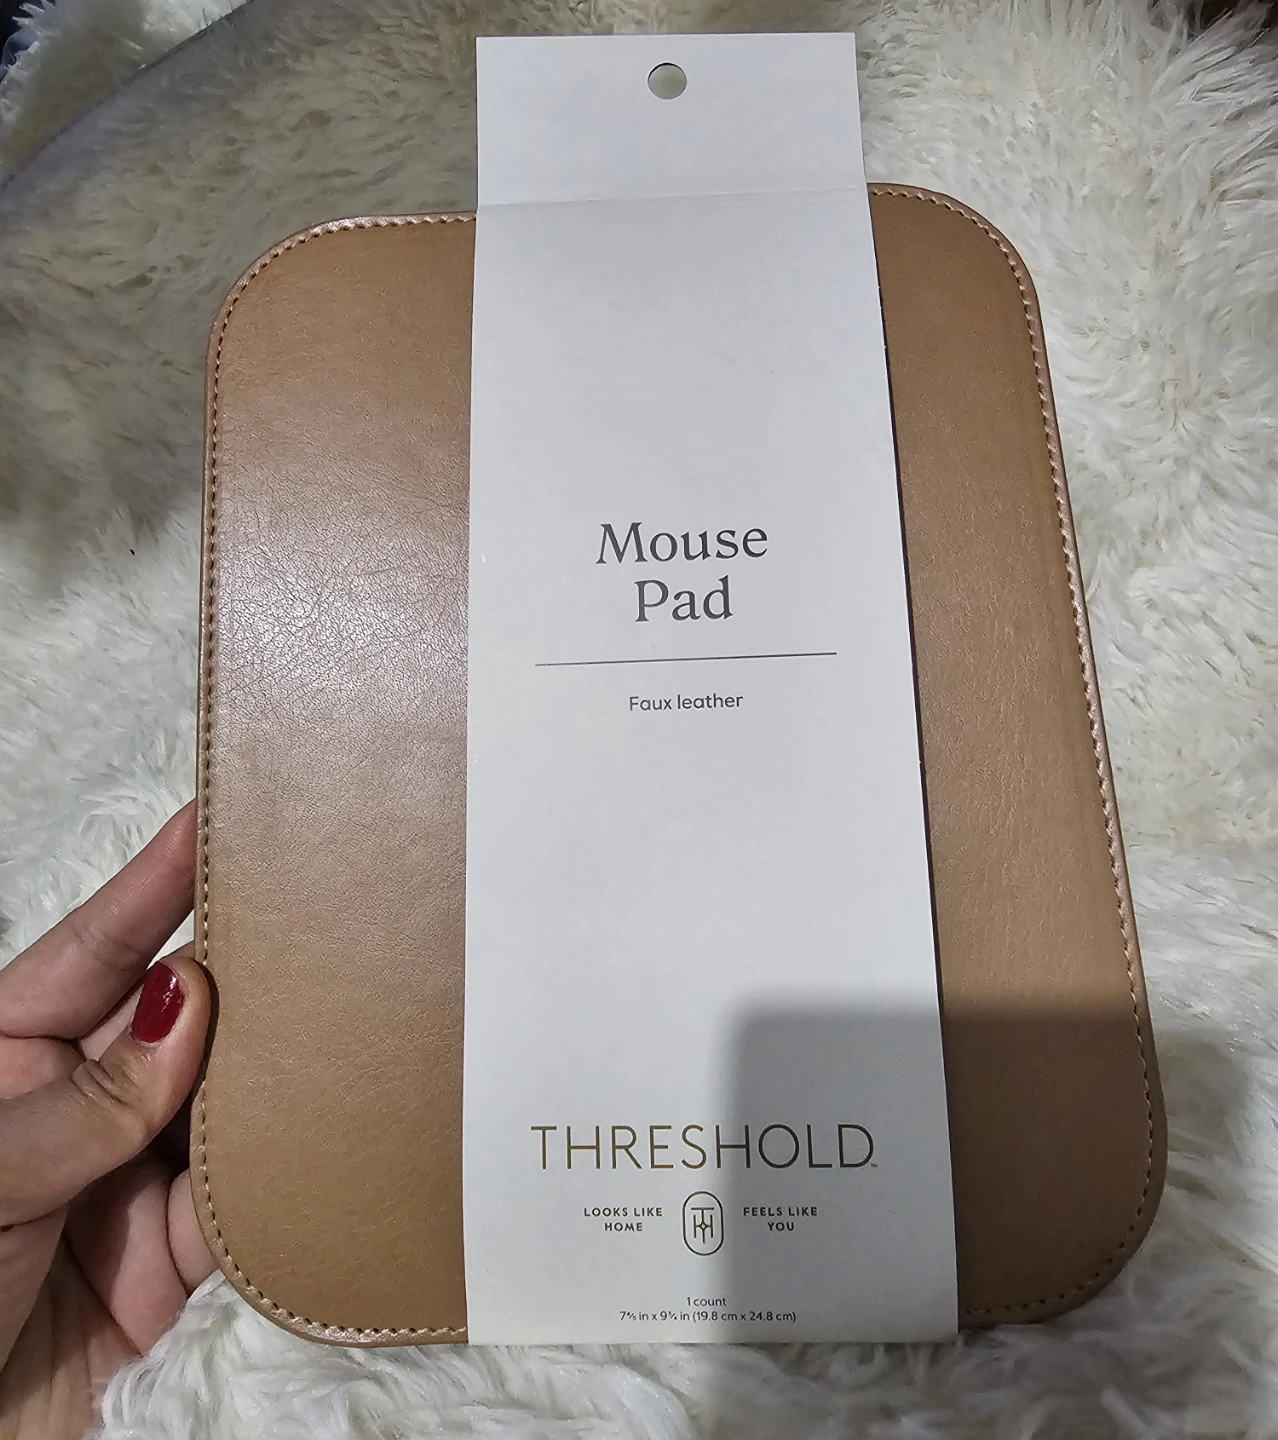 Mouse
Pad
Faux leather
THRESHOLD™
LOOKS LIKE
HOME
FEELS LIKE
YOU
1 count
7⅘ in x 9¾ in (19.8 cm x 24.8 cm)